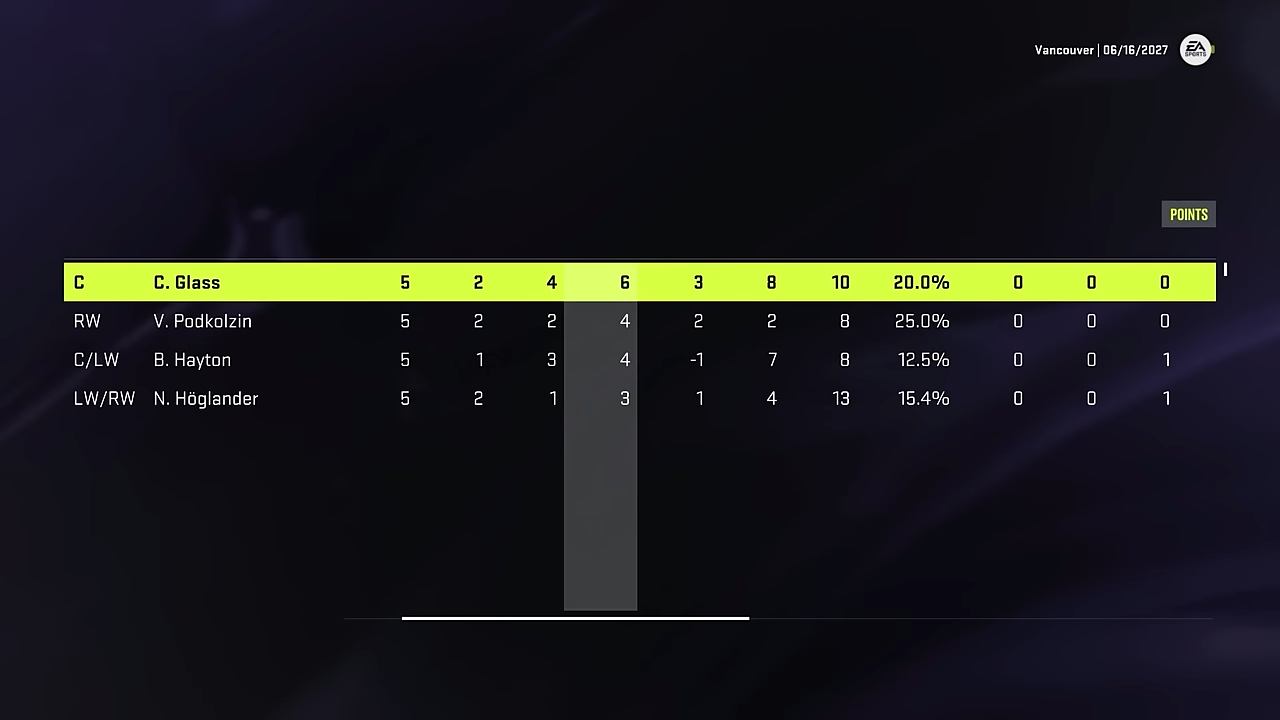 Vancouver | 06/16/2027
EA SPORTS
POINTS
C C. Glass 5 2 4 6 3 8 10 20.0% 0 0 0
RW V. Podkolzin 5 2 2 4 2 2 8 25.0% 0 0 0
C/LW B. Hayton 5 1 3 4 -1 7 8 12.5% 0 0 1
LW/RW N. Höglander 5 2 1 3 1 4 13 15.4% 0 0 1